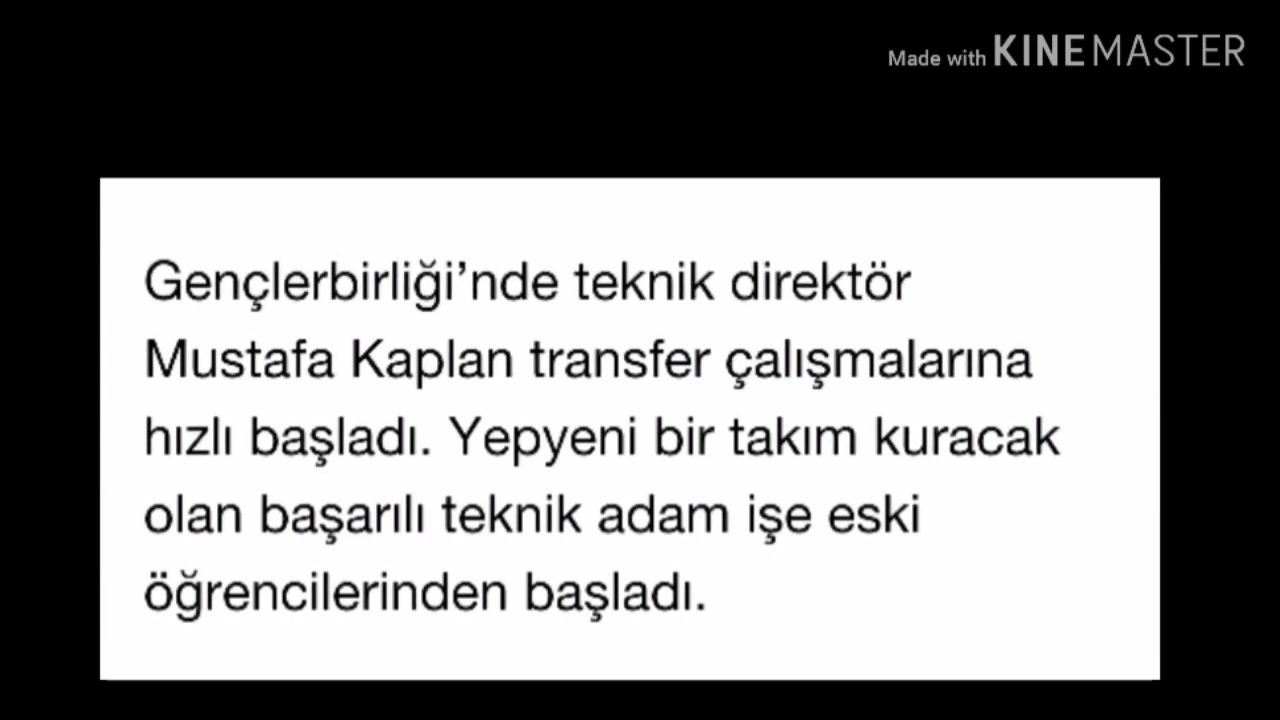 Made with KINEMASTER
Gençlerbirliği’nde teknik direktör
Mustafa Kaplan transfer çalışmalarına
hızlı başladı. Yepyeni bir takım kuracak
olan başarılı teknik adam işe eski
öğrencilerinden başladı.